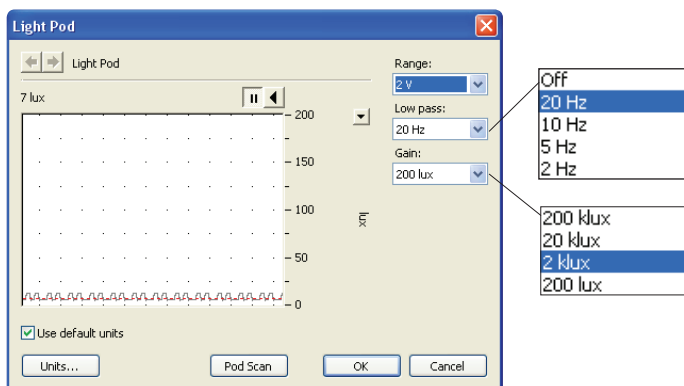 Light Pod
Light Pod
7 lux
200
150
100
50
0
lux
Range:
2 V
Low pass:
20 Hz
Gain:
200 lux
Use default units
Units...
Pod Scan
OK
Cancel
Off
20 Hz
10 Hz
5 Hz
2 Hz
200 klux
20 klux
2 klux
200 lux